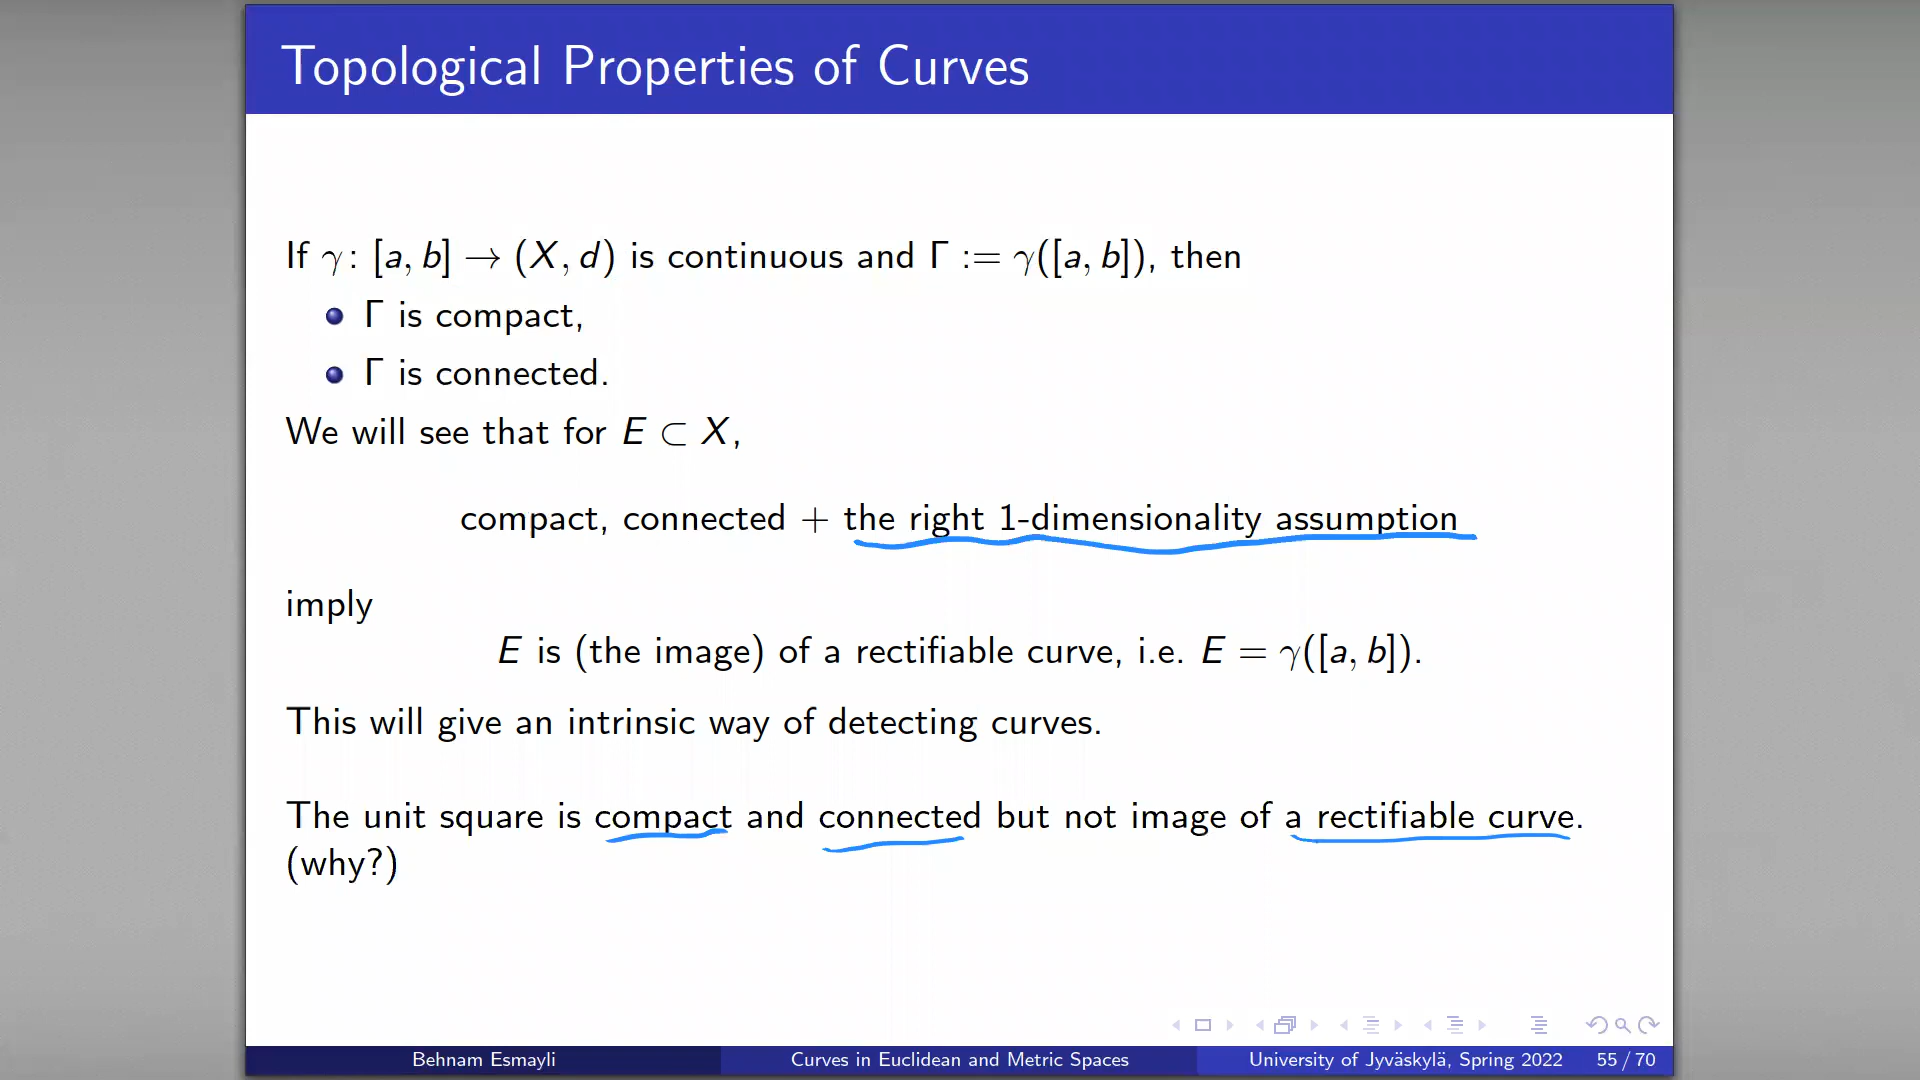 Topological Properties of Curves
If γ: [a, b] → (X, d) is continuous and Γ := γ([a, b]), then
Γ is compact,
Γ is connected.
We will see that for E ⊂ X,
compact, connected + the right 1-dimensionality assumption
imply
E is (the image) of a rectifiable curve, i.e. E = γ([a, b]).
This will give an intrinsic way of detecting curves.
The unit square is compact and connected but not image of a rectifiable curve.
(why?)
Behnam Esmayli Curves in Euclidean and Metric Spaces University of Jyväskylä, Spring 2022 55 / 70